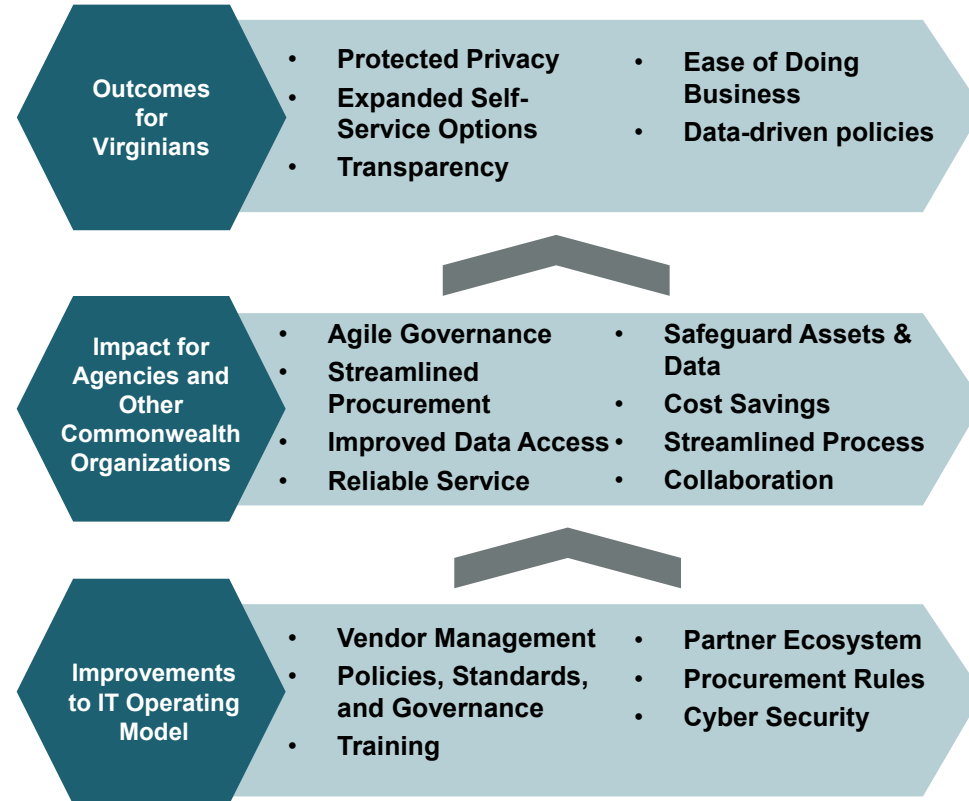 Outcomes
for
Virginians
• Protected Privacy
• Expanded Self-
Service Options
• Transparency
• Ease of Doing
Business
• Data-driven policies
Impact for
Agencies and
Other
Commonwealth
Organizations
• Agile Governance
• Streamlined
Procurement
• Improved Data Access
• Reliable Service
• Safeguard Assets &
Data
• Cost Savings
• Streamlined Process
• Collaboration
Improvements
to IT Operating
Model
• Vendor Management
• Policies, Standards,
and Governance
• Training
• Partner Ecosystem
• Procurement Rules
• Cyber Security